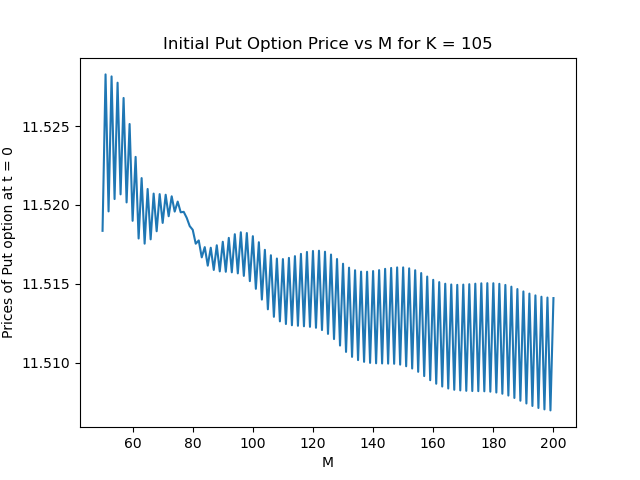 Initial Put Option Price vs M for K = 105
Prices of Put option at t = 0
11.525
11.520
11.515
11.510
60 80 100 120 140 160 180 200
M